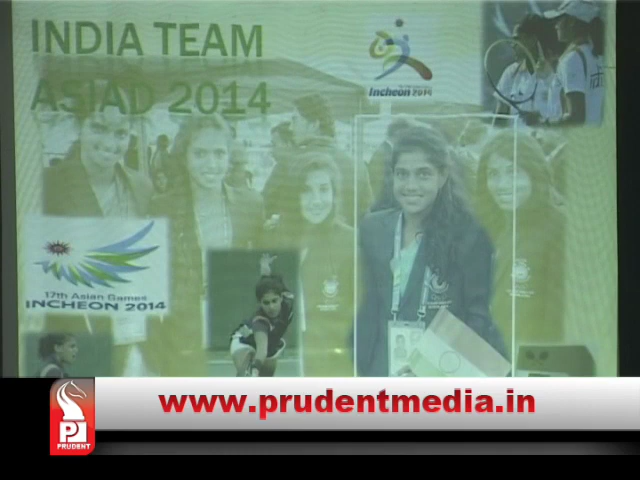 INDIA TEAM
ASIAD 2014
Incheon 2014
17th Asian Games
INCHEON 2014
www.prudentmedia.in
PRUDENT